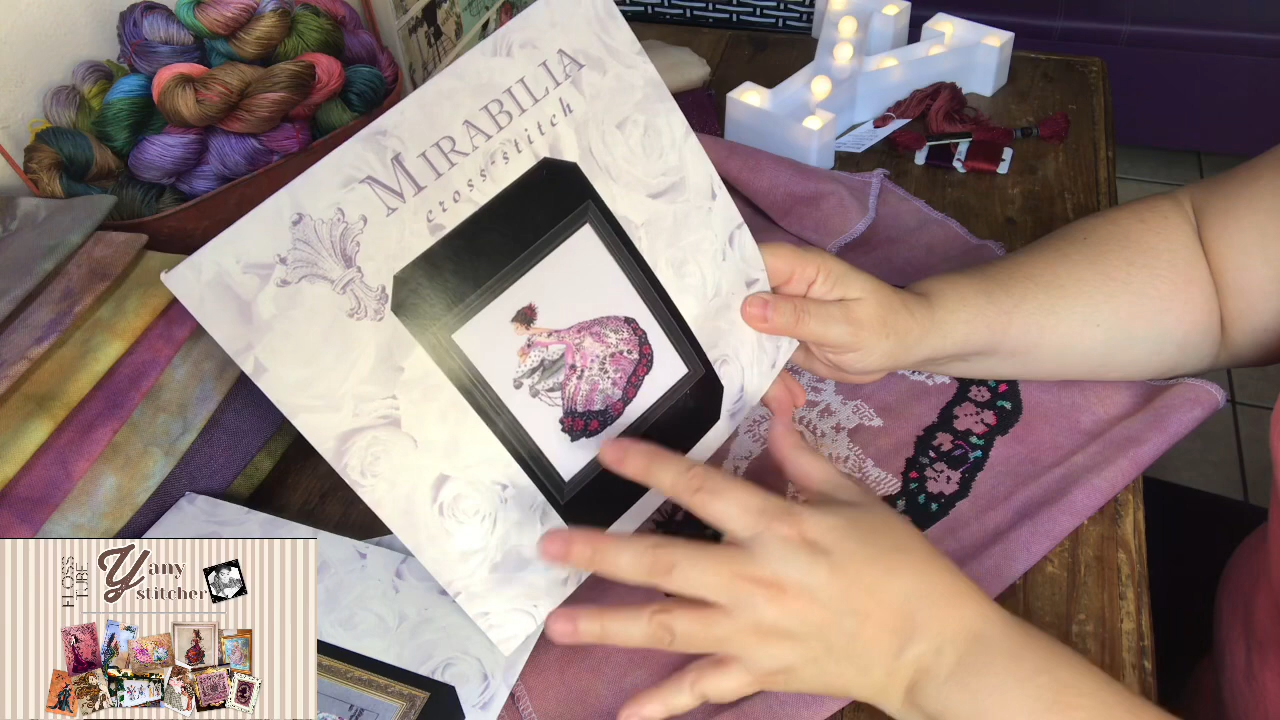 MIRABILIA
cross stitch
FLOSS
TUBE
Yany
stitcher